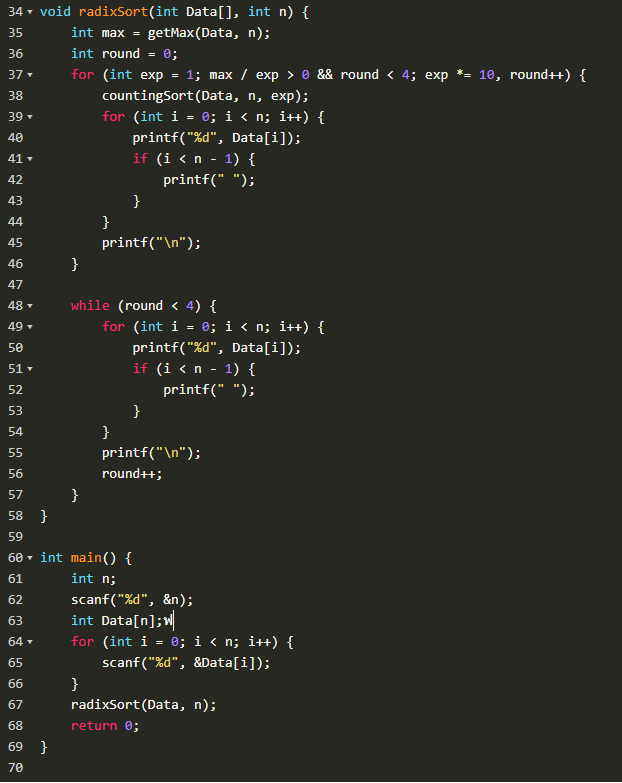 34 void radixSort(int Data[], int n) {
35     int max = getMax(Data, n);
36     int round = 0;
37     for (int exp = 1; max / exp > 0 && round < 4; exp *= 10, round++) {
38         countingSort(Data, n, exp);
39         for (int i = 0; i < n; i++) {
40             printf("%d", Data[i]);
41             if (i < n - 1) {
42                 printf(" ");
43             }
44         }
45         printf("\n");
46     }
47
48     while (round < 4) {
49         for (int i = 0; i < n; i++) {
50             printf("%d", Data[i]);
51             if (i < n - 1) {
52                 printf(" ");
53             }
54         }
55         printf("\n");
56         round++;
57     }
58 }
59
60 int main() {
61     int n;
62     scanf("%d", &n);
63     int Data[n];W
64     for (int i = 0; i < n; i++) {
65         scanf("%d", &Data[i]);
66     }
67     radixSort(Data, n);
68     return 0;
69 }
70